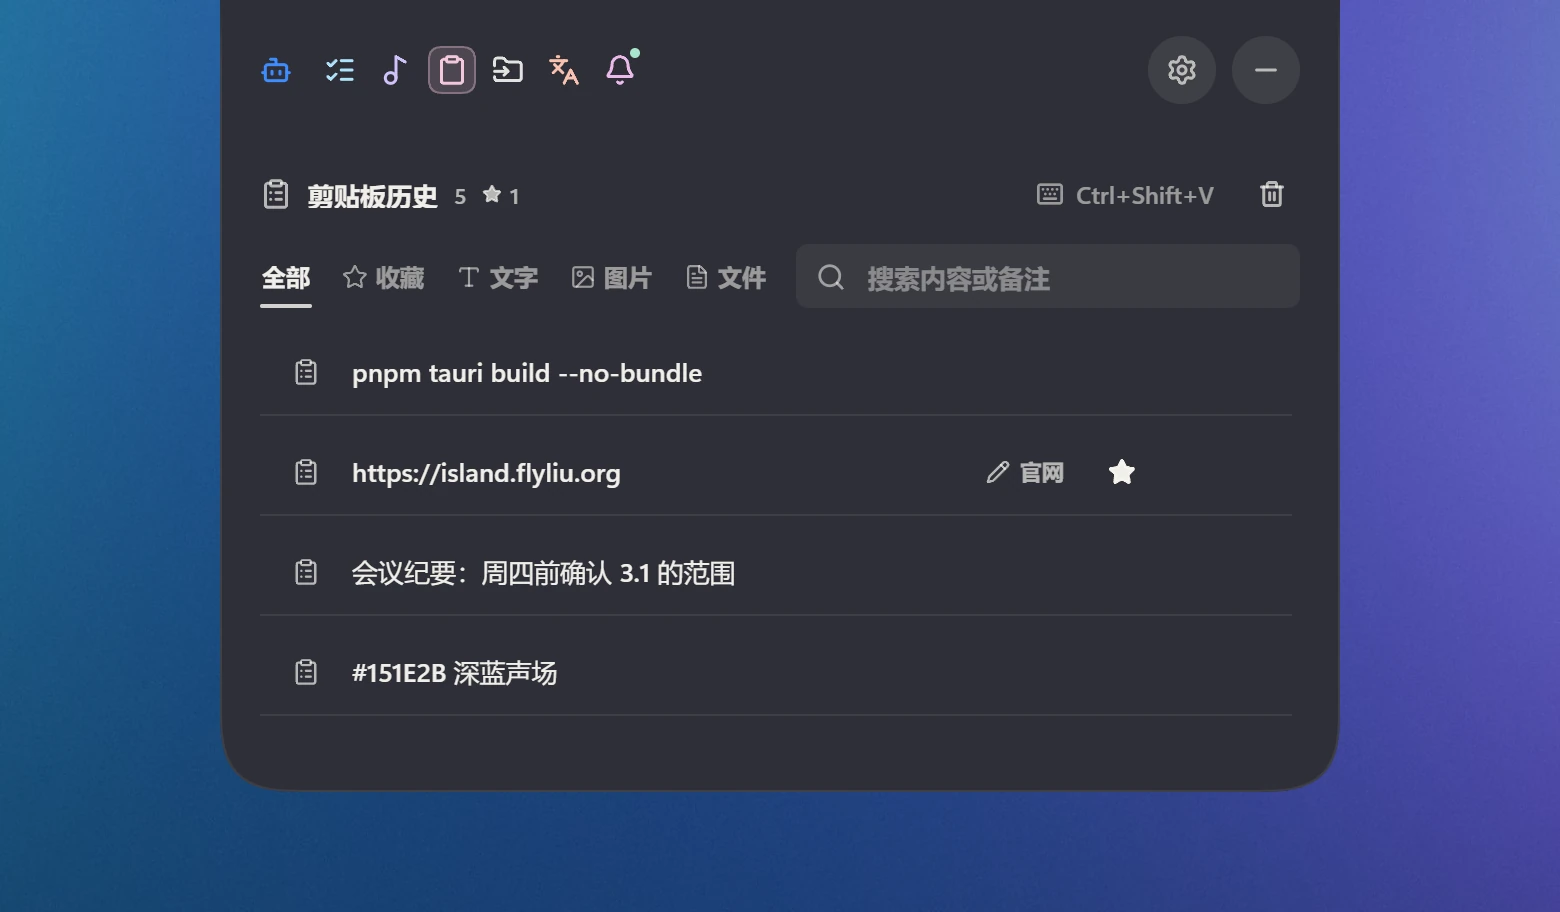 剪贴板历史 5 1 Ctrl+Shift+V
全部 收藏 文字 图片 文件 搜索内容或备注
pnpm tauri build --no-bundle
https://island.flyliu.org 官网
会议纪要：周四前确认 3.1 的范围
#151E2B 深蓝声场